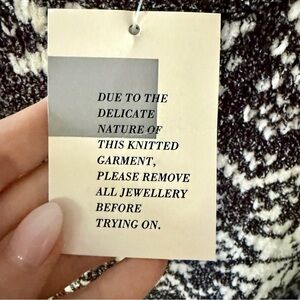 DUE TO THE
DELICATE
NATURE OF
THIS KNITTED
GARMENT,
PLEASE REMOVE
ALL JEWELLERY
BEFORE
TRYING ON.